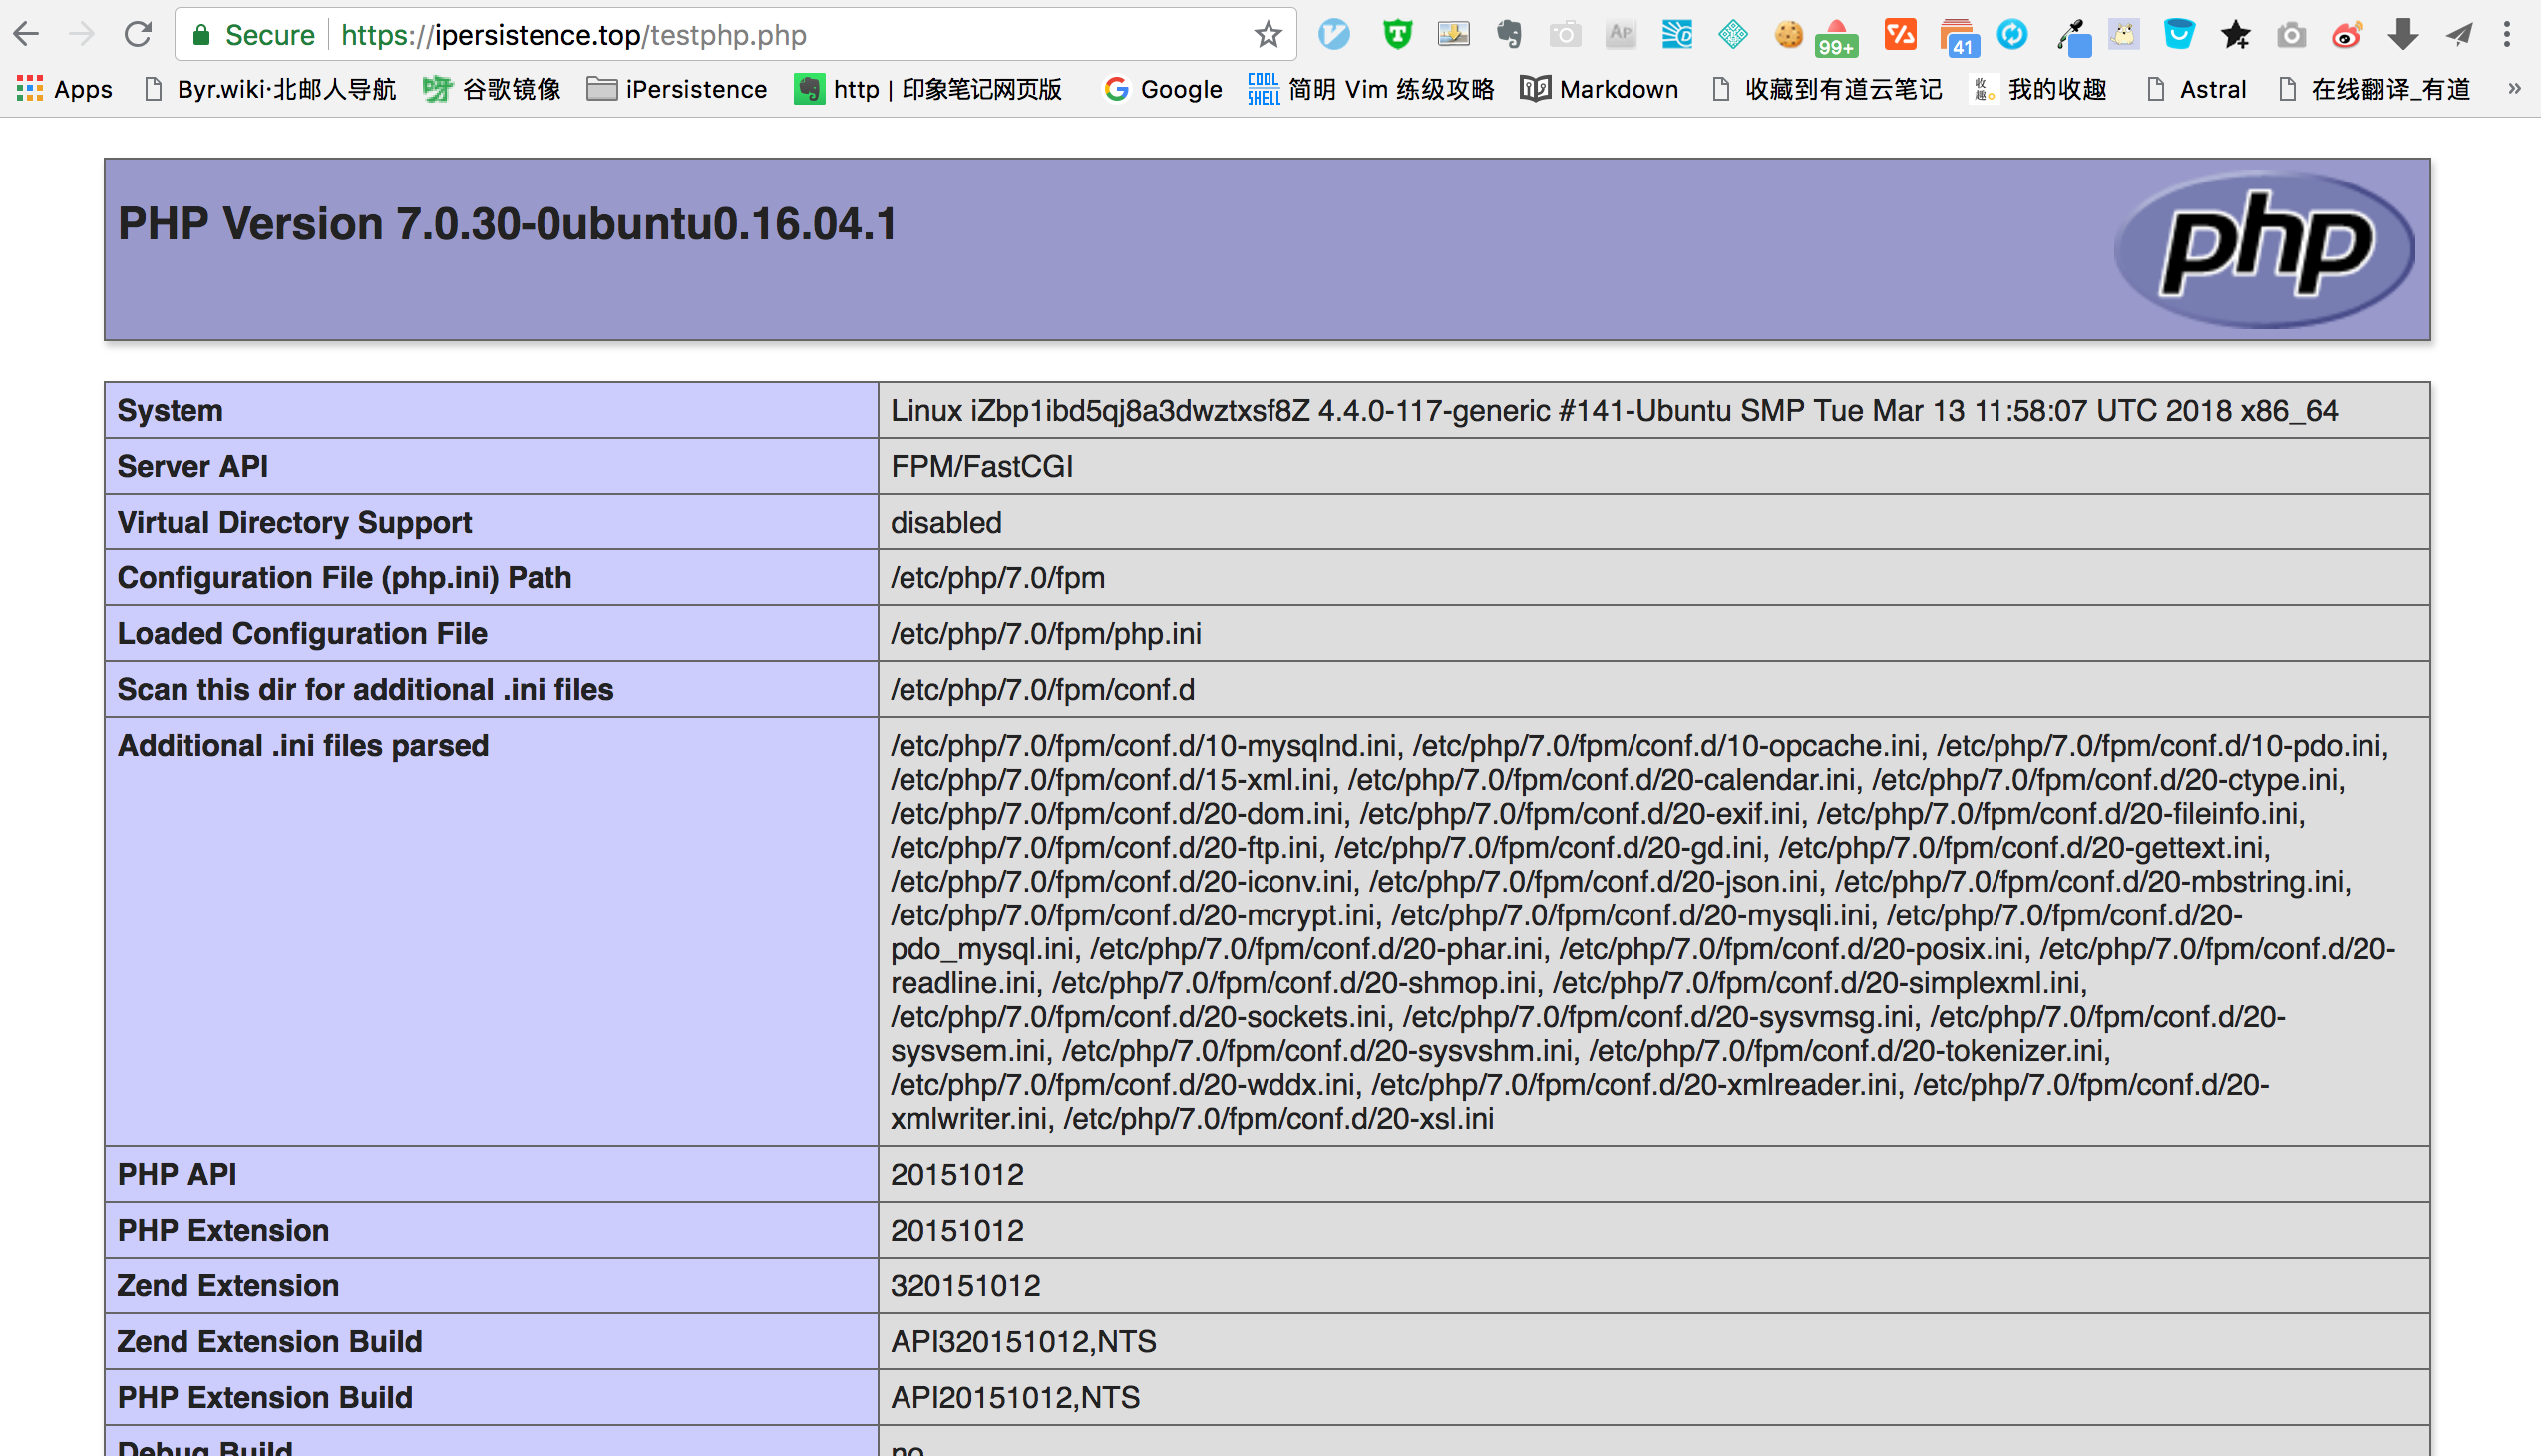 Secure https://ipersistence.top/testphp.php
AP
99+
41
Apps Byr.wiki·北邮人导航 呀 谷歌镜像 iPersistence http | 印象笔记网页版 Google COOL SHELL 简明 Vim 练级攻略 Markdown 收藏到有道云笔记 收趣 我的收趣 Astral 在线翻译_有道 »
PHP Version 7.0.30-0ubuntu0.16.04.1
php
System Linux iZbp1ibd5qj8a3dwztxsf8Z 4.4.0-117-generic #141-Ubuntu SMP Tue Mar 13 11:58:07 UTC 2018 x86_64
Server API FPM/FastCGI
Virtual Directory Support disabled
Configuration File (php.ini) Path /etc/php/7.0/fpm
Loaded Configuration File /etc/php/7.0/fpm/php.ini
Scan this dir for additional .ini files /etc/php/7.0/fpm/conf.d
Additional .ini files parsed /etc/php/7.0/fpm/conf.d/10-mysqlnd.ini, /etc/php/7.0/fpm/conf.d/10-opcache.ini, /etc/php/7.0/fpm/conf.d/10-pdo.ini,
/etc/php/7.0/fpm/conf.d/15-xml.ini, /etc/php/7.0/fpm/conf.d/20-calendar.ini, /etc/php/7.0/fpm/conf.d/20-ctype.ini,
/etc/php/7.0/fpm/conf.d/20-dom.ini, /etc/php/7.0/fpm/conf.d/20-exif.ini, /etc/php/7.0/fpm/conf.d/20-fileinfo.ini,
/etc/php/7.0/fpm/conf.d/20-ftp.ini, /etc/php/7.0/fpm/conf.d/20-gd.ini, /etc/php/7.0/fpm/conf.d/20-gettext.ini,
/etc/php/7.0/fpm/conf.d/20-iconv.ini, /etc/php/7.0/fpm/conf.d/20-json.ini, /etc/php/7.0/fpm/conf.d/20-mbstring.ini,
/etc/php/7.0/fpm/conf.d/20-mcrypt.ini, /etc/php/7.0/fpm/conf.d/20-mysqli.ini, /etc/php/7.0/fpm/conf.d/20-
pdo_mysql.ini, /etc/php/7.0/fpm/conf.d/20-phar.ini, /etc/php/7.0/fpm/conf.d/20-posix.ini, /etc/php/7.0/fpm/conf.d/20-
readline.ini, /etc/php/7.0/fpm/conf.d/20-shmop.ini, /etc/php/7.0/fpm/conf.d/20-simplexml.ini,
/etc/php/7.0/fpm/conf.d/20-sockets.ini, /etc/php/7.0/fpm/conf.d/20-sysvmsg.ini, /etc/php/7.0/fpm/conf.d/20-
sysvsem.ini, /etc/php/7.0/fpm/conf.d/20-sysvshm.ini, /etc/php/7.0/fpm/conf.d/20-tokenizer.ini,
/etc/php/7.0/fpm/conf.d/20-wddx.ini, /etc/php/7.0/fpm/conf.d/20-xmlreader.ini, /etc/php/7.0/fpm/conf.d/20-
xmlwriter.ini, /etc/php/7.0/fpm/conf.d/20-xsl.ini
PHP API 20151012
PHP Extension 20151012
Zend Extension 320151012
Zend Extension Build API320151012,NTS
PHP Extension Build API20151012,NTS
Debug Build no